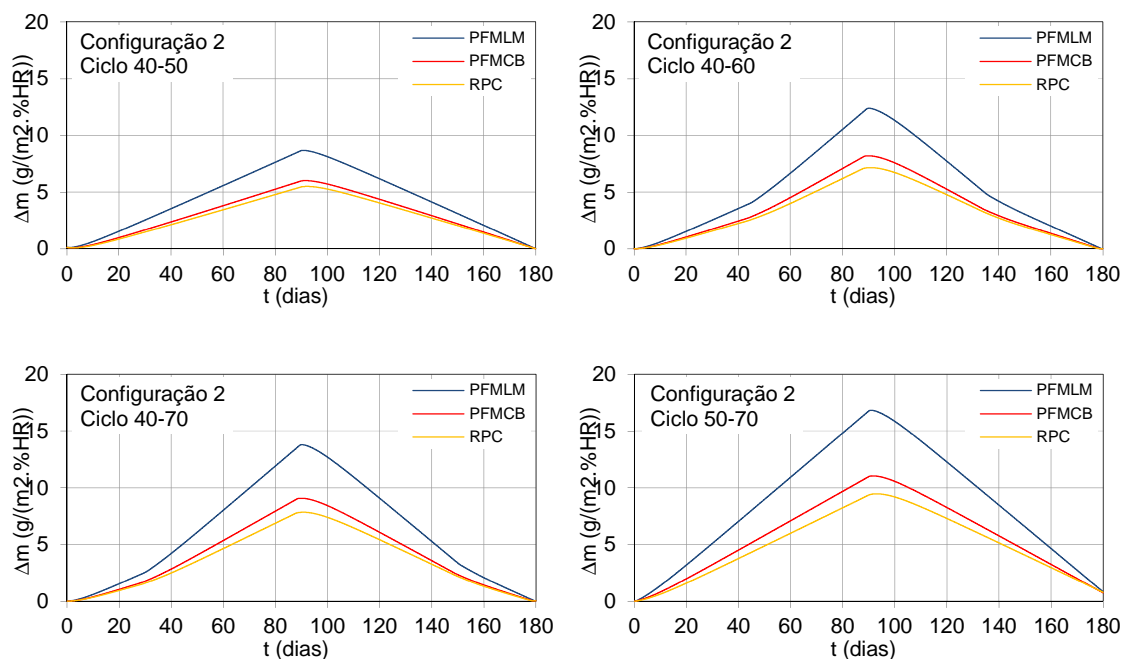 Configuração 2
Ciclo 40-50
PFMLM
PFMCB
RPC
Δm (g/(m2.%HR))
20
15
10
5
0
0 20 40 60 80 100 120 140 160 180
t (dias)
Configuração 2
Ciclo 40-60
PFMLM
PFMCB
RPC
Δm (g/(m2.%HR))
20
15
10
5
0
0 20 40 60 80 100 120 140 160 180
t (dias)
Configuração 2
Ciclo 40-70
PFMLM
PFMCB
RPC
Δm (g/(m2.%HR))
20
15
10
5
0
0 20 40 60 80 100 120 140 160 180
t (dias)
Configuração 2
Ciclo 50-70
PFMLM
PFMCB
RPC
Δm (g/(m2.%HR))
20
15
10
5
0
0 20 40 60 80 100 120 140 160 180
t (dias)